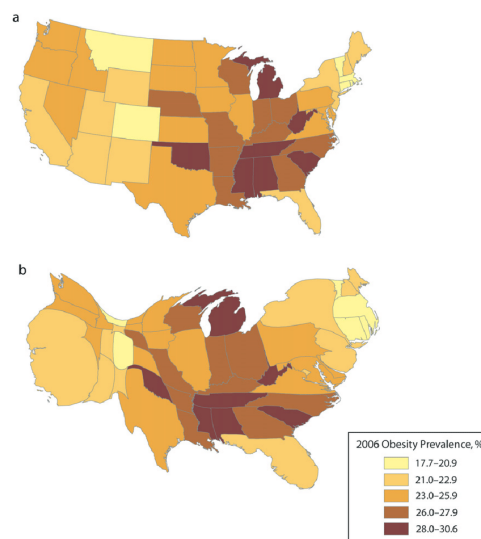 a
b
2006 Obesity Prevalence, %
17.7–20.9
21.0–22.9
23.0–25.9
26.0–27.9
28.0–30.6